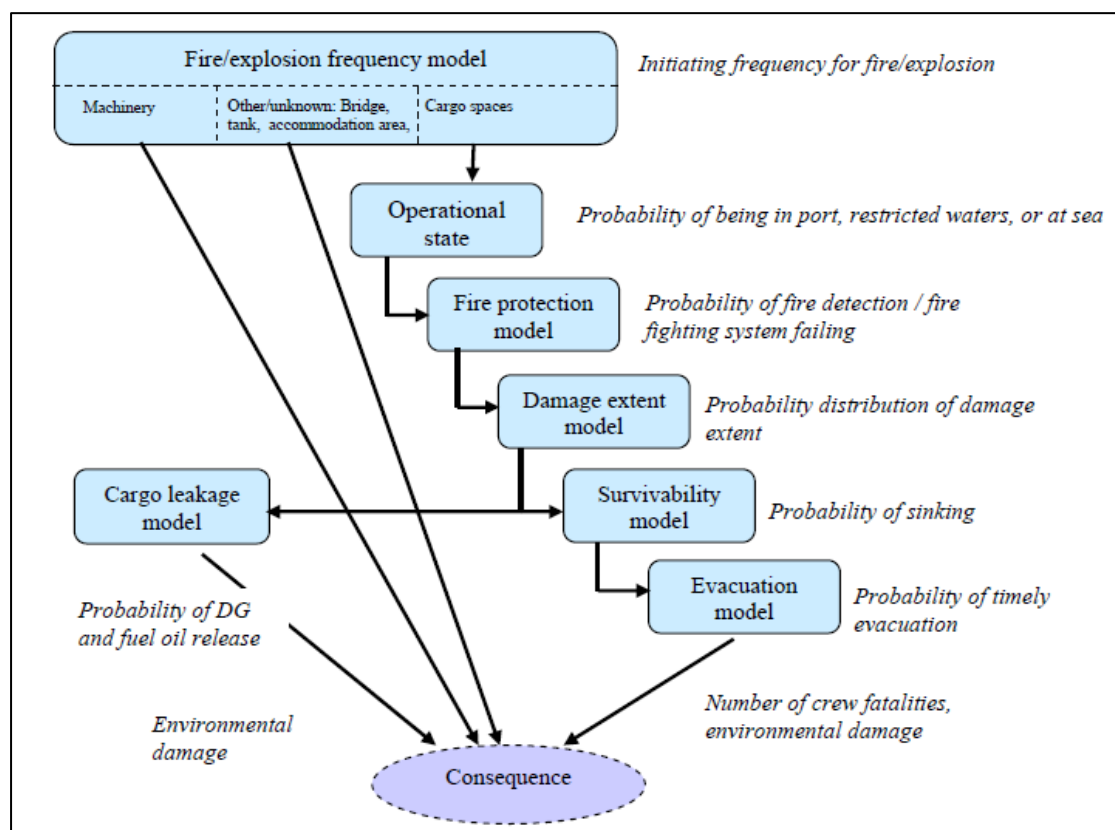 Fire/explosion frequency model
Initiating frequency for fire/explosion
Machinery
Other/unknown: Bridge,
tank, accommodation area,
Cargo spaces
Operational
state
Probability of being in port, restricted waters, or at sea
Fire protection
model
Probability of fire detection / fire
fighting system failing
Damage extent
model
Probability distribution of damage
extent
Cargo leakage
model
Survivability
model
Probability of sinking
Evacuation
model
Probability of timely
evacuation
Probability of DG
and fuel oil release
Number of crew fatalities,
environmental damage
Environmental
damage
Consequence